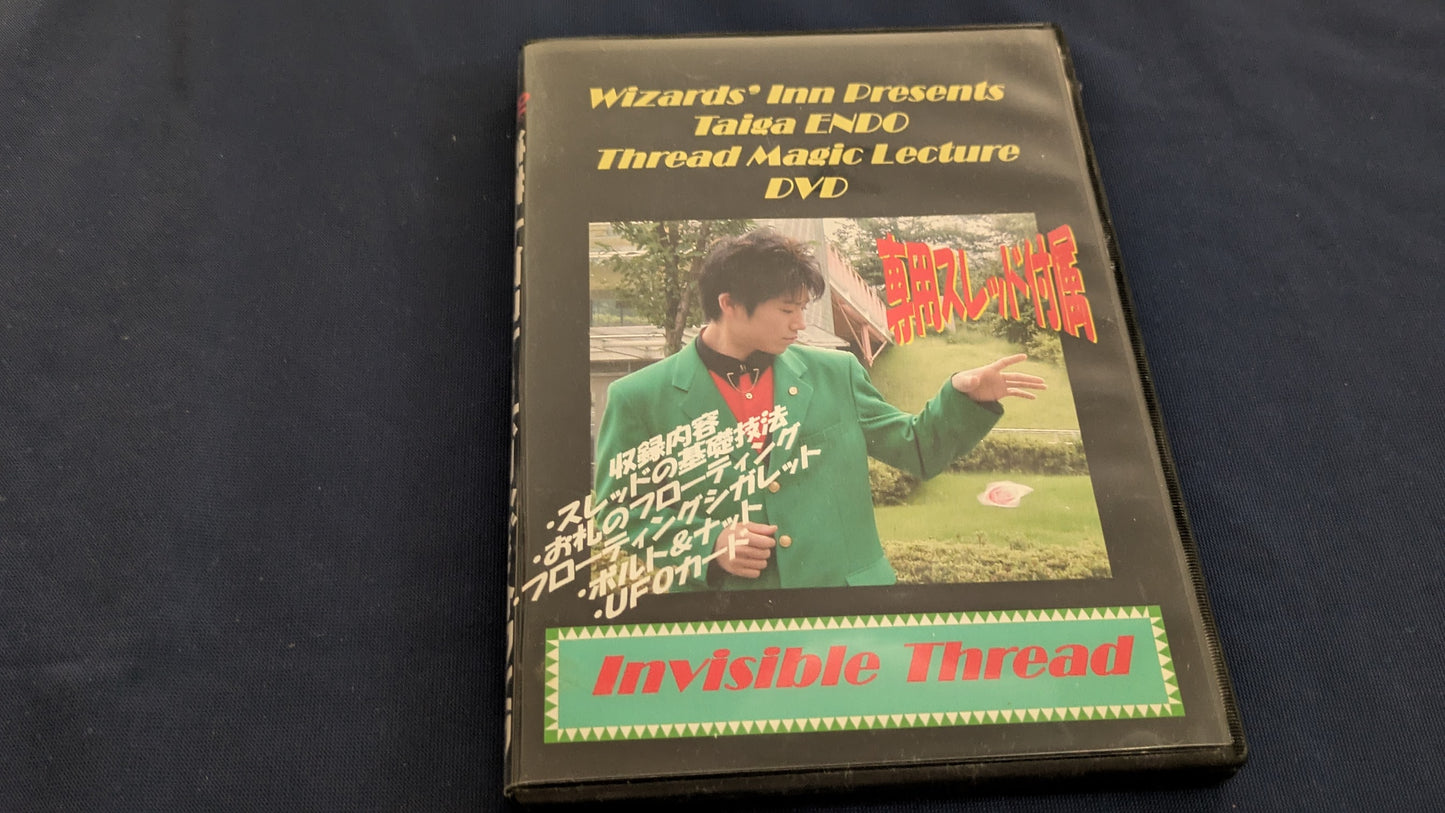 Wizards' Inn Presents
Taiga ENDO
Thread Magic Lecture
DVD
専用スレッド付属
収録内容
・スレッドの基礎技法
・お札のフローティング
・フローティングシガレット
・ボルト&ナット
・UFOカード
Invisible Thread